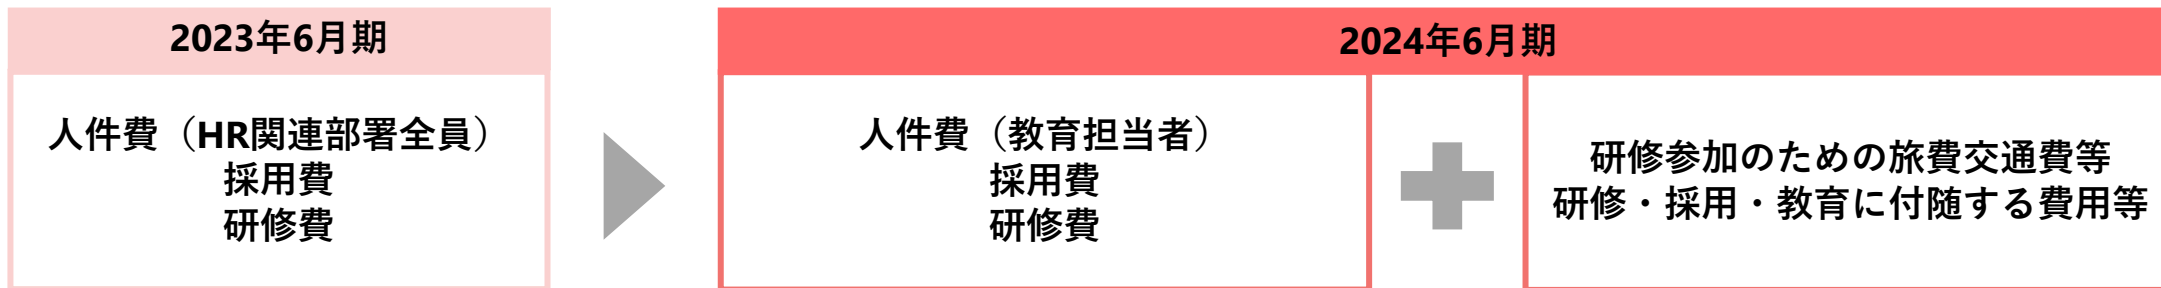 2023年6月期
人件費（HR関連部署全員）
採用費
研修費
2024年6月期
人件費（教育担当者）
採用費
研修費
研修参加のための旅費交通費等
研修・採用・教育に付随する費用等